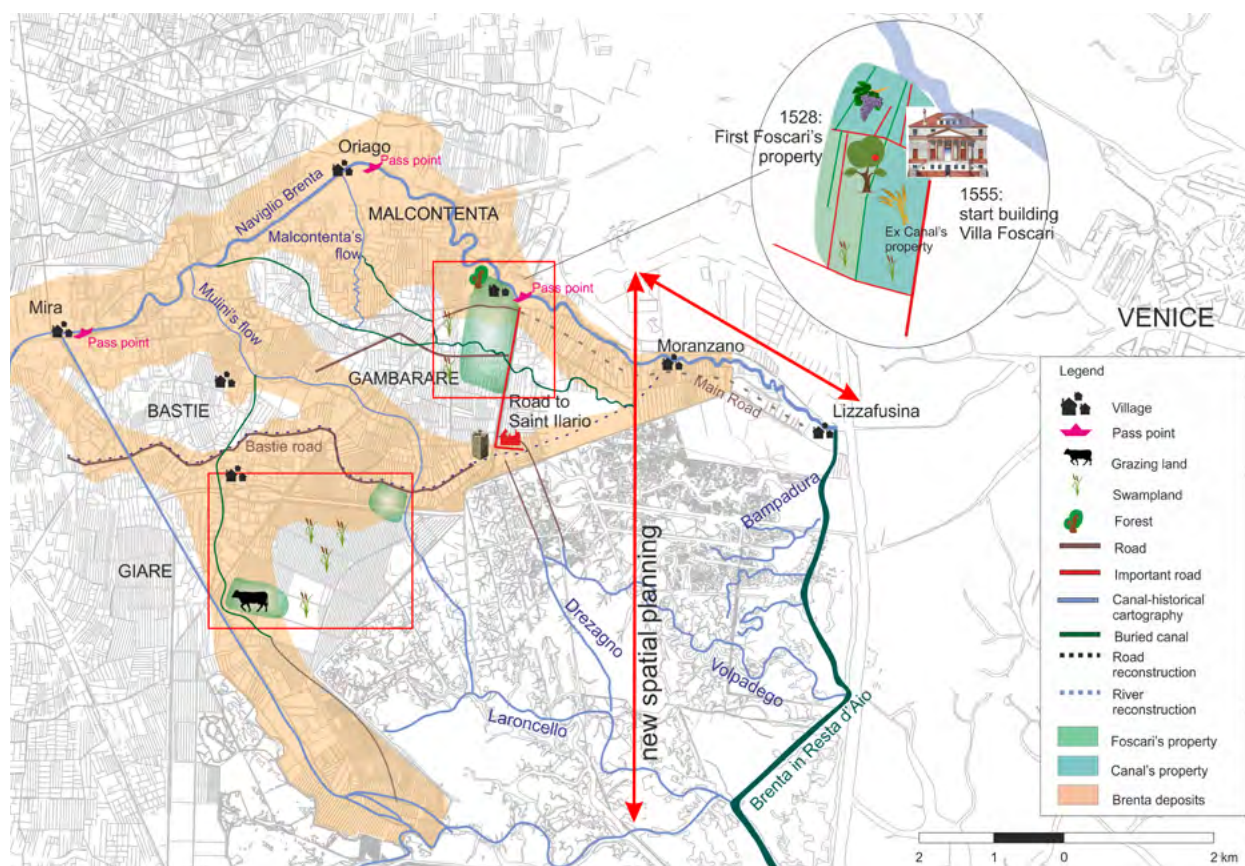 1528:
First Foscari's
property
1555:
start building
Villa Foscari
Ex Canal's
property
Oriago
Pass point
Naviglio Brenta
MALCONTENTA
Malcontenta's
flow
Mira
Pass point
Mulini's flow
Pass point
VENICE
Moranzano
GAMBARARE
Main Road
Lizzafusina
BASTIE
Road to
Saint Ilario
Bastie road
Bampadura
GIARE
new spatial planning
Drezagno
Volpadego
Laroncello
Brenta in Resta d'Aio
Legend
Village
Pass point
Grazing land
Swampland
Forest
Road
Important road
Canal-historical
cartography
Buried canal
Road
reconstruction
River
reconstruction
Foscari's property
Canal's property
Brenta deposits
2 1 0 2 km